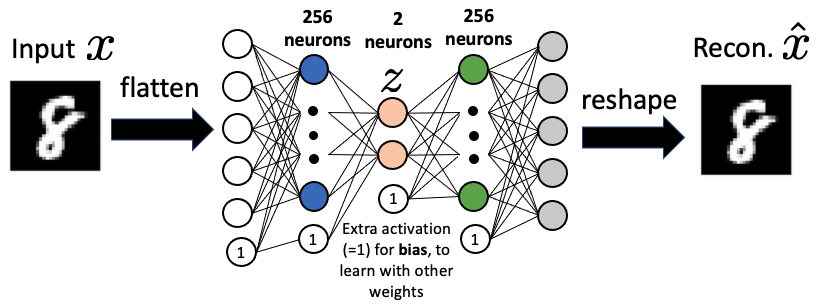 256 neurons
2 neurons
256 neurons
Input x
z
Recon. x̂
flatten
reshape
1
1
1
1
Extra activation
(=1) for bias, to
learn with other
weights